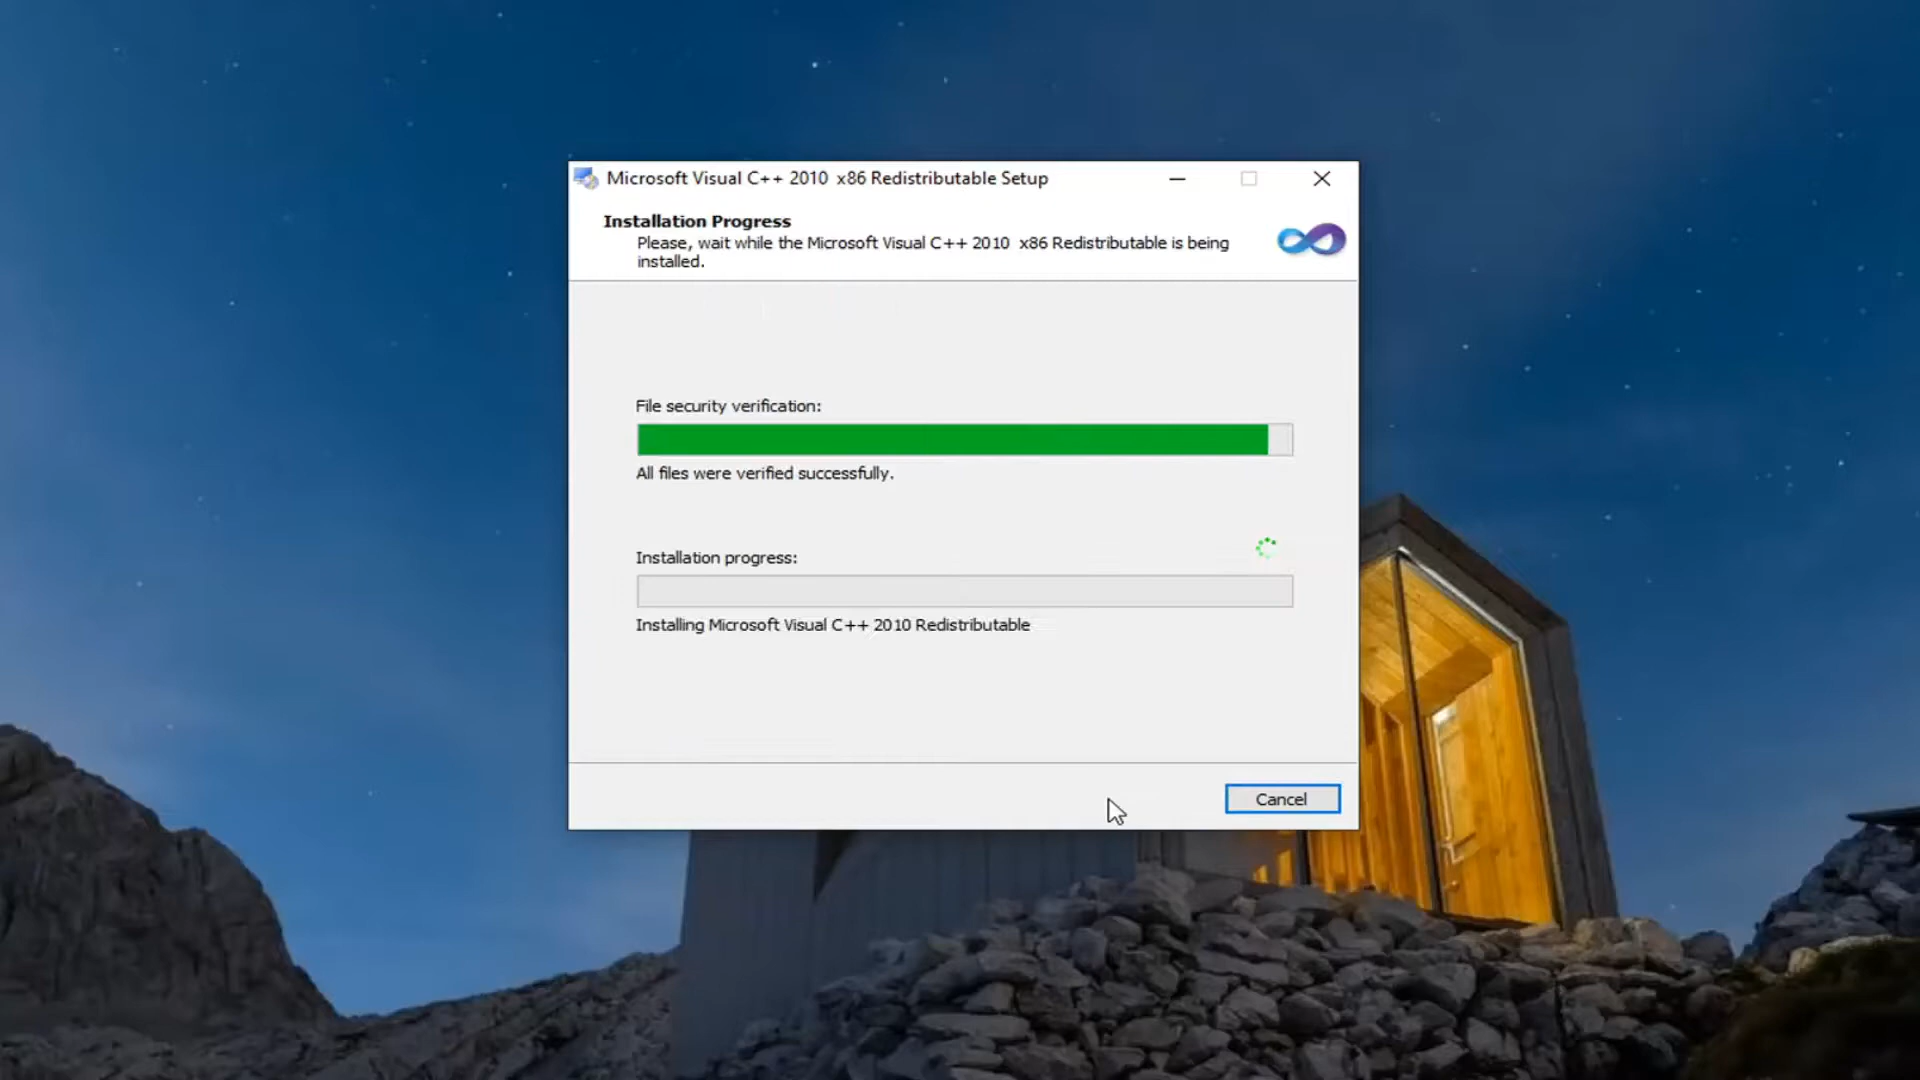 Microsoft Visual C++ 2010  x86 Redistributable Setup
Installation Progress
Please, wait while the Microsoft Visual C++ 2010  x86 Redistributable is being
installed.
File security verification:
All files were verified successfully.
Installation progress:
Installing Microsoft Visual C++ 2010 Redistributable
Cancel